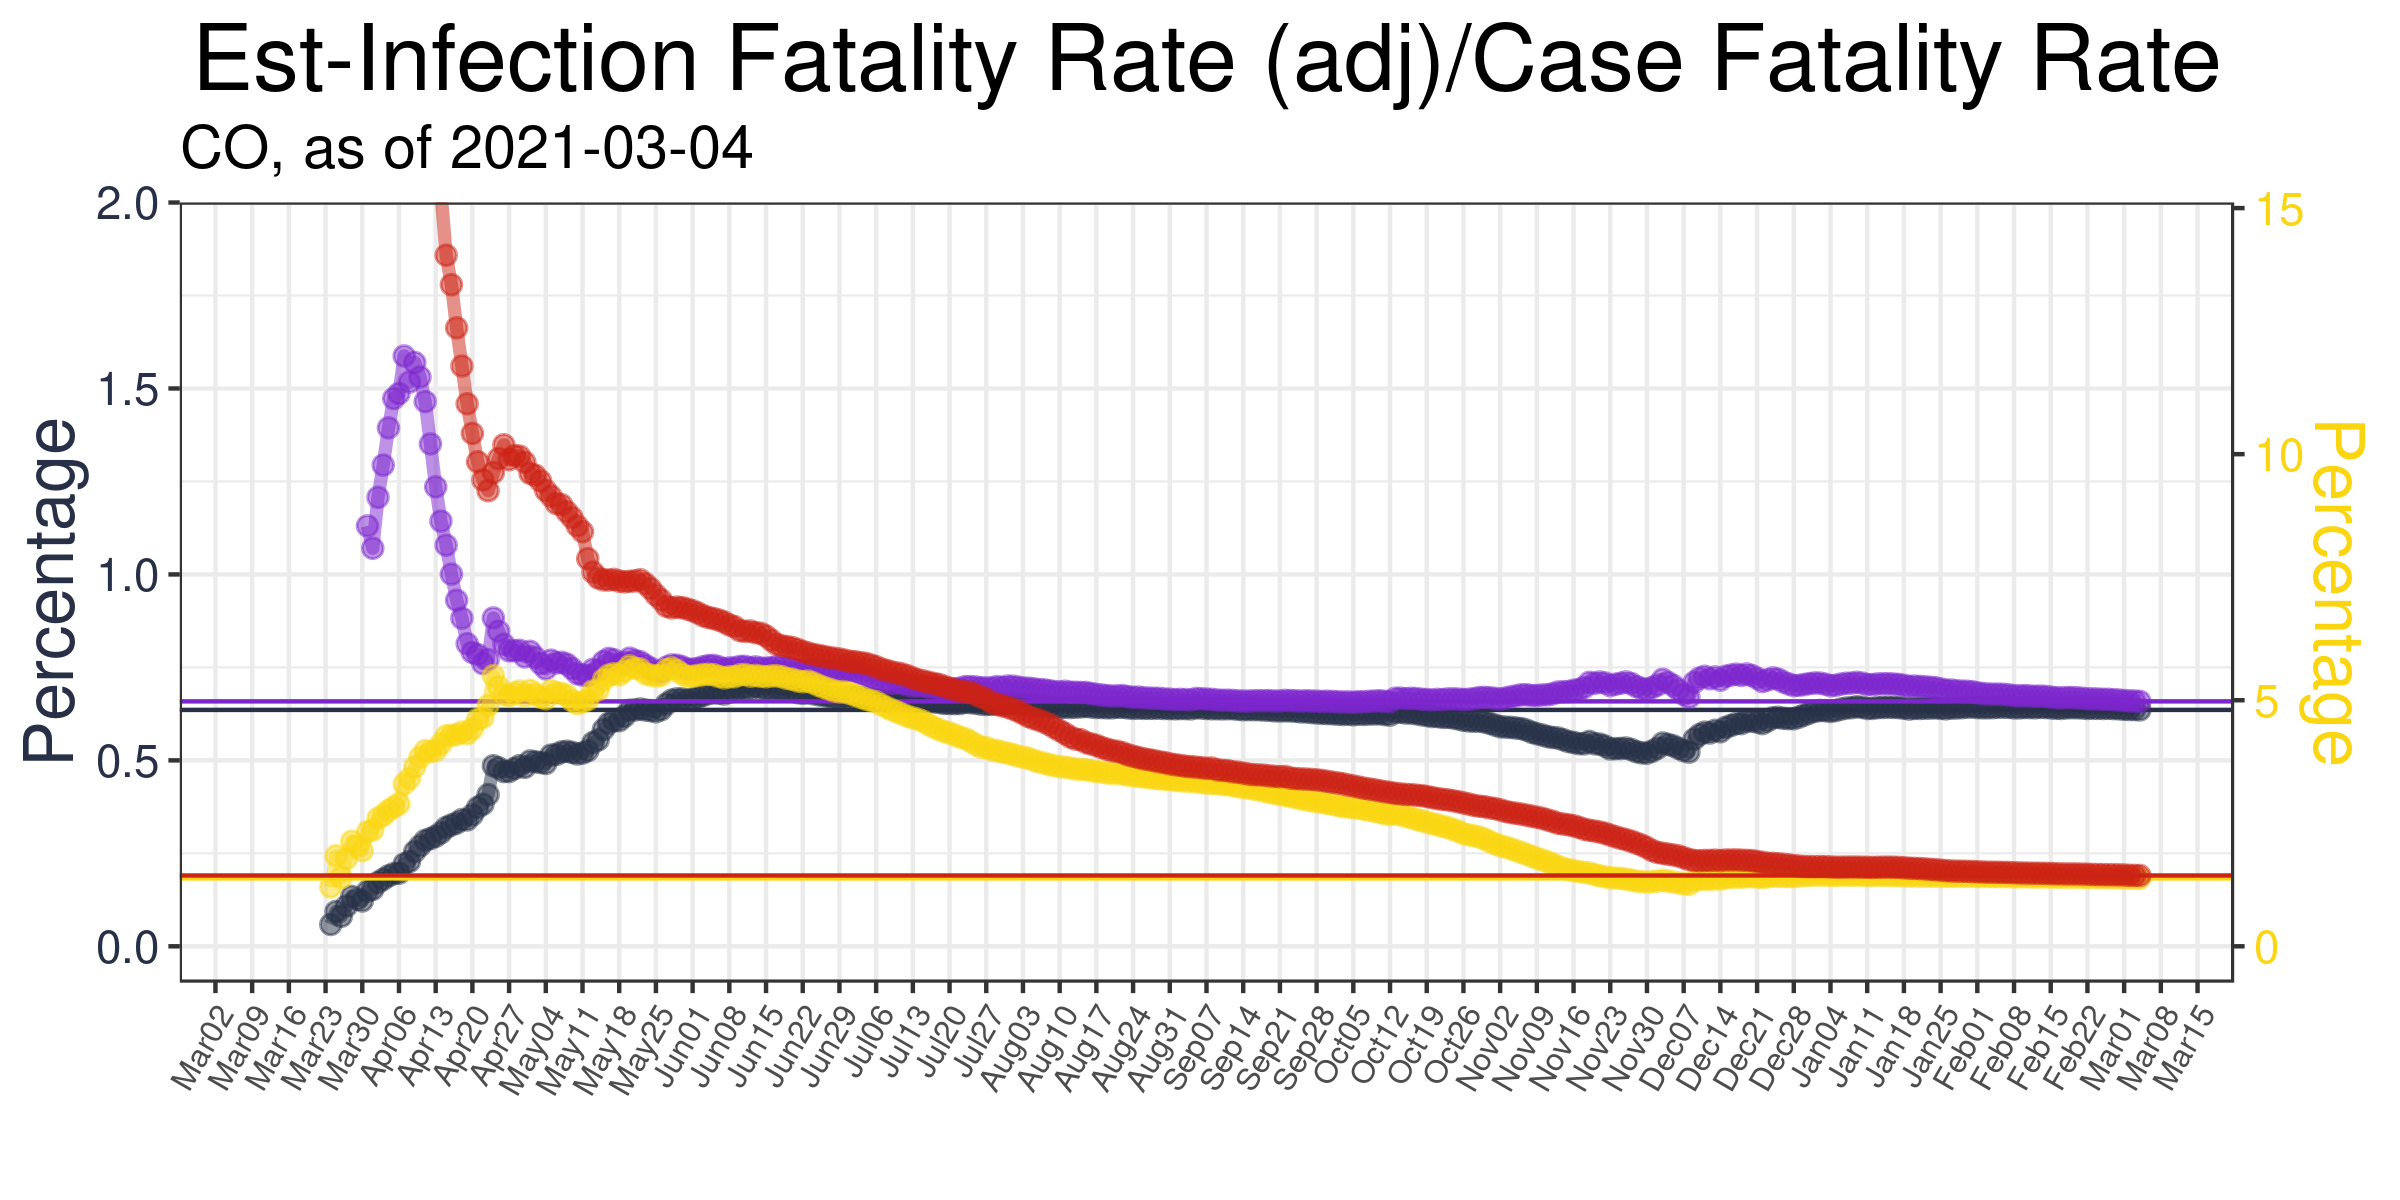 Est-Infection Fatality Rate (adj)/Case Fatality Rate
CO, as of 2021-03-04
Percentage
2.0
1.5
1.0
0.5
0.0
15
10
5
0
Percentage
Mar02
Mar09
Mar16
Mar23
Mar30
Apr06
Apr13
Apr20
Apr27
May04
May11
May18
May25
Jun01
Jun08
Jun15
Jun22
Jun29
Jul06
Jul13
Jul20
Jul27
Aug03
Aug10
Aug17
Aug24
Aug31
Sep07
Sep14
Sep21
Sep28
Oct05
Oct12
Oct19
Oct26
Nov02
Nov09
Nov16
Nov23
Nov30
Dec07
Dec14
Dec21
Dec28
Jan04
Jan11
Jan18
Jan25
Feb01
Feb08
Feb15
Feb22
Mar01
Mar08
Mar15